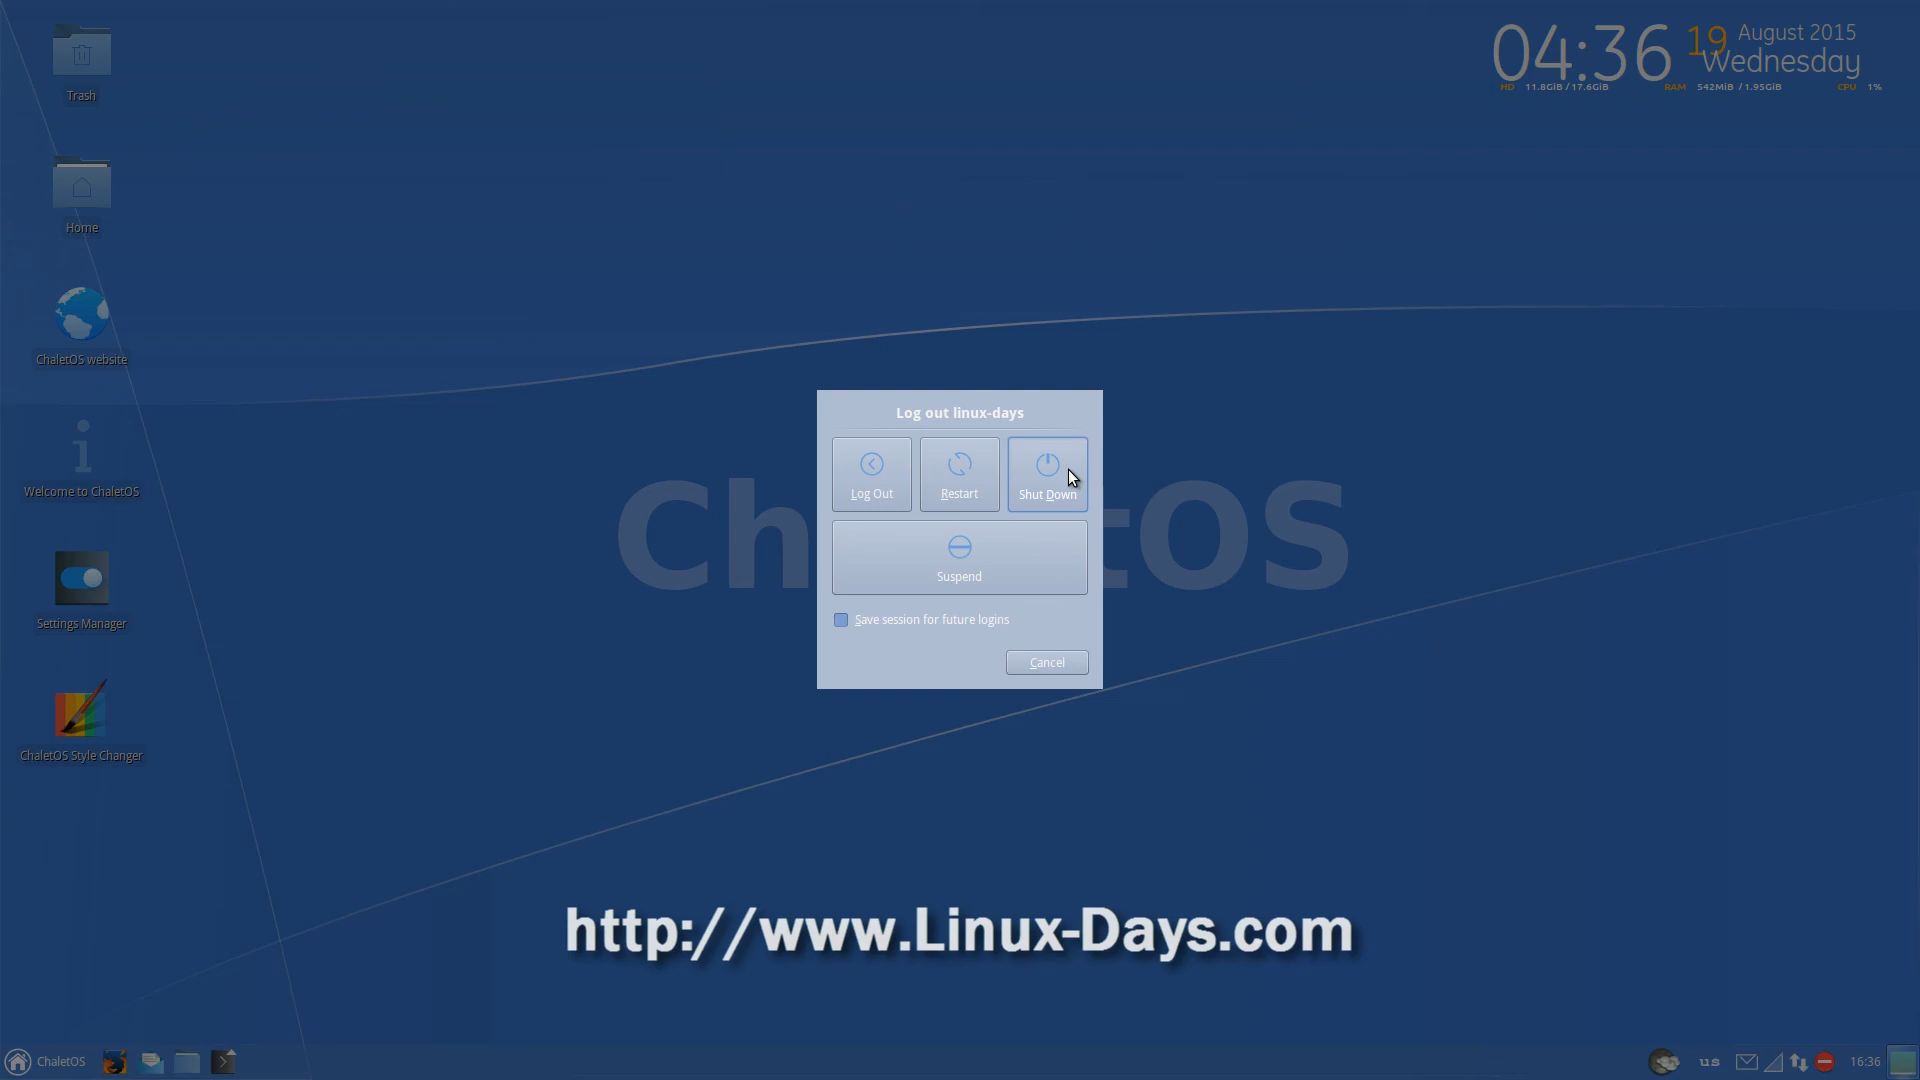 Trash
Home
ChaletOS website
Welcome to ChaletOS
Settings Manager
ChaletOS Style Changer
04:36 19 August 2015
Wednesday
HD 11.8GiB / 17.6GiB RAM 542MiB / 1.95GiB CPU 1%
Log out linux-days
Log Out Restart Shut Down
Suspend
Save session for future logins
Cancel
Ch tOS
http://www.Linux-Days.com
ChaletOS us 16:36